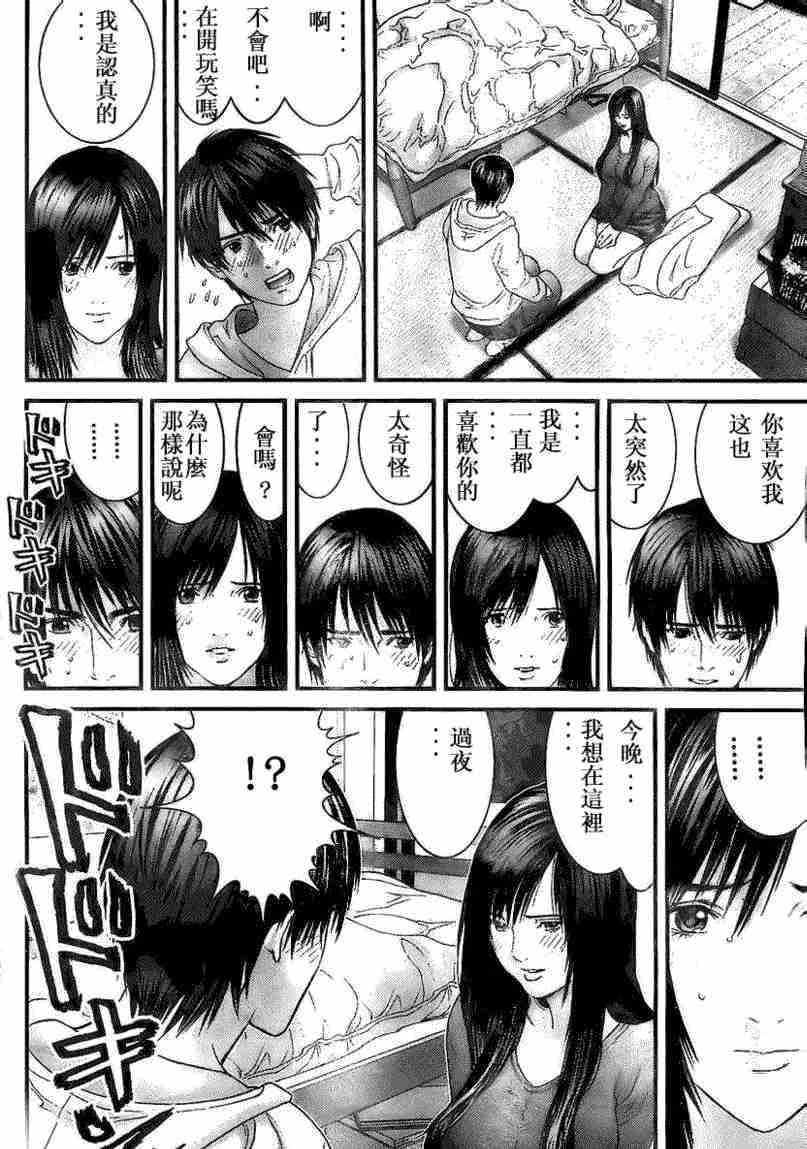 ‥‥
啊
不會吧‥
在開玩笑嗎
‥‥
我是認真的
‥‥
你喜欢我
这也
太突然了
我是‥‥
一直都
喜歡你的
‥‥
太奇怪
了‥‥
會嗎？
為什麼
那樣說呢
‥‥‥
ドキ
ドキ
ドキ
‥‥‥
今晚‥‥
我想在這裡
‥‥
過夜
‥‥
!?
ドド
ドキ